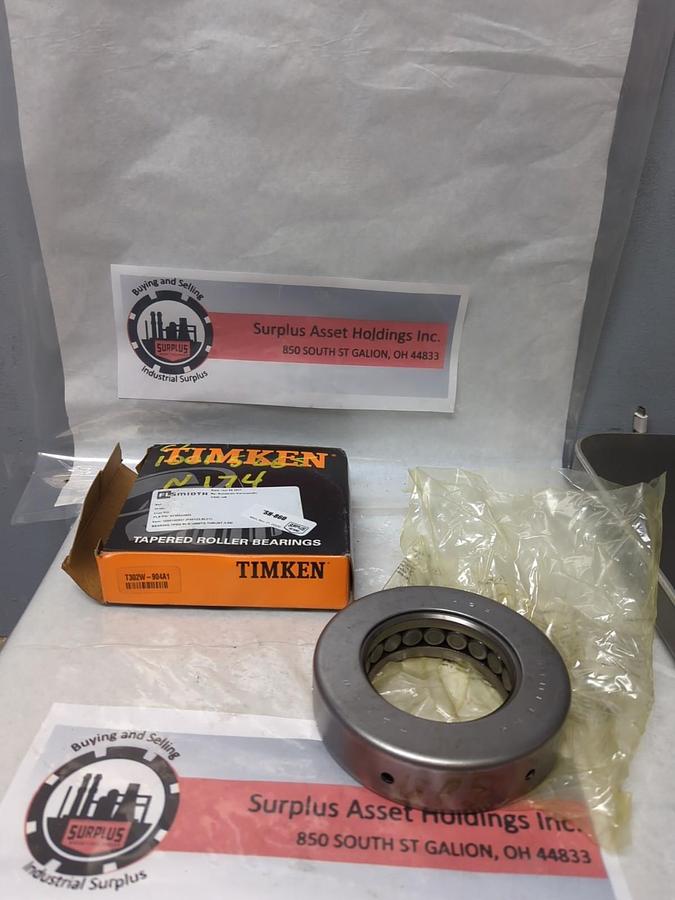 Buying and Selling
SURPLUS
Industrial Surplus
Surplus Asset Holdings Inc.
850 SOUTH ST GALION, OH 44833
TIMKEN
N174
FLSMIDTH
TAPERED ROLLER BEARINGS
TIMKEN
T302W-904A1
Buying and Selling
SURPLUS
Industrial Surplus
Surplus Asset Holdings Inc.
850 SOUTH ST GALION, OH 44833